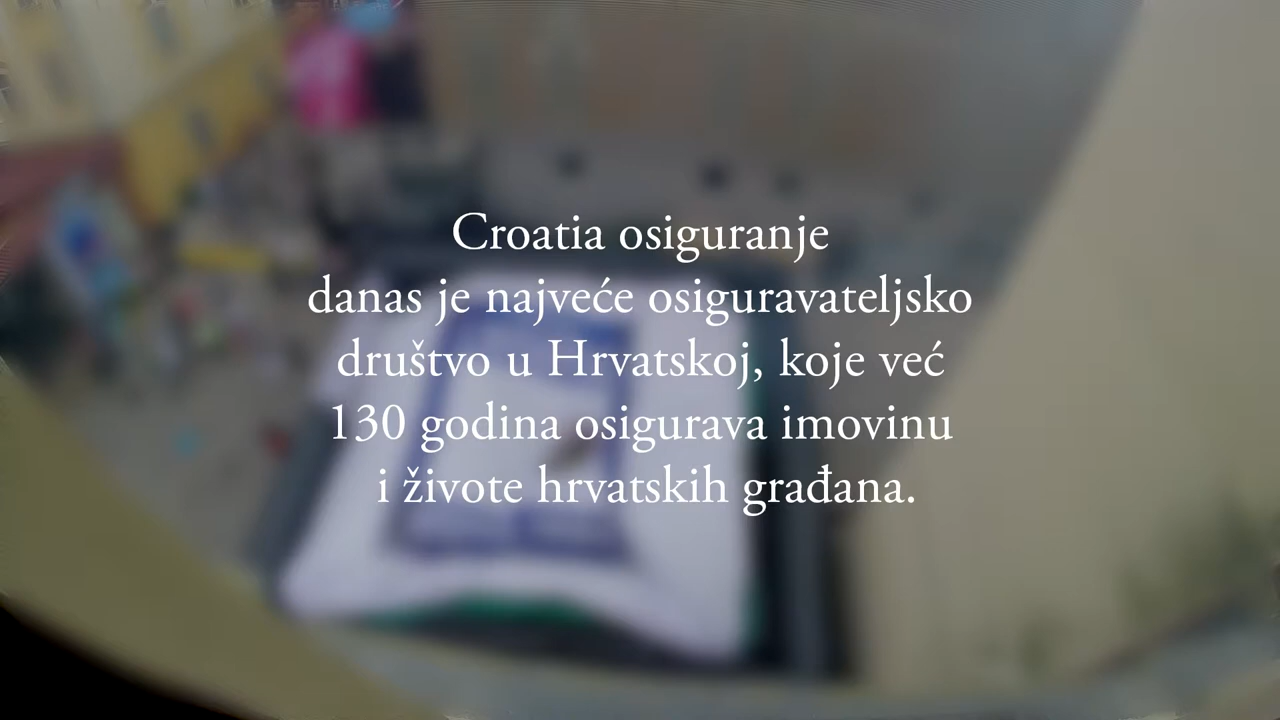 Croatia osiguranje
danas je najveće osiguravateljsko
društvo u Hrvatskoj, koje već
130 godina osigurava imovinu
i živote hrvatskih građana.